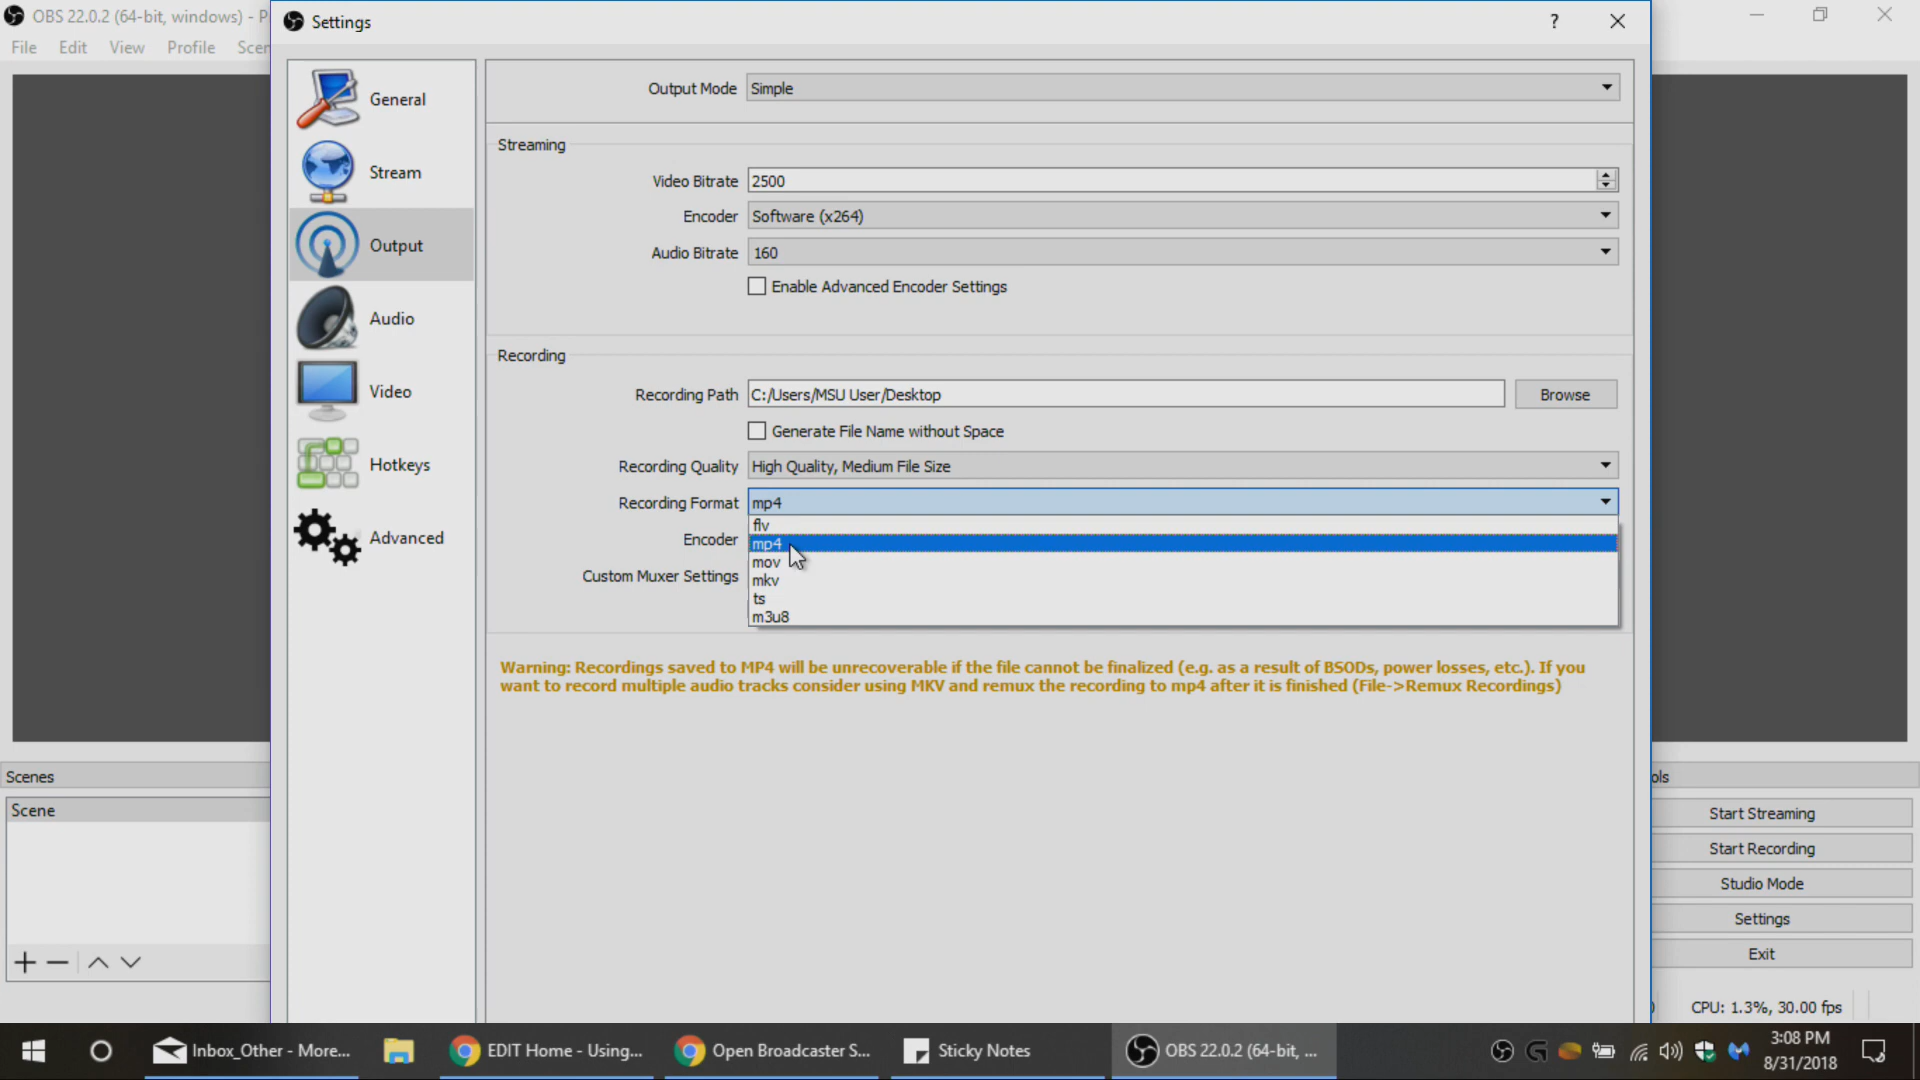 OBS 22.0.2 (64-bit, windows) - P
Settings
?
File Edit View Profile Scen
General
Stream
Output
Audio
Video
Hotkeys
Advanced
Output Mode Simple
Streaming
Video Bitrate 2500
Encoder Software (x264)
Audio Bitrate 160
Enable Advanced Encoder Settings
Recording
Recording Path C:/Users/MSU User/Desktop Browse
Generate File Name without Space
Recording Quality High Quality, Medium File Size
Recording Format mp4
flv
Encoder
mp4
mov
Custom Muxer Settings
mkv
ts
m3u8
Warning: Recordings saved to MP4 will be unrecoverable if the file cannot be finalized (e.g. as a result of BSODs, power losses, etc.). If you
want to record multiple audio tracks consider using MKV and remux the recording to mp4 after it is finished (File->Remux Recordings)
Scenes
Scene
ols
Start Streaming
Start Recording
Studio Mode
Settings
Exit
CPU: 1.3%, 30.00 fps
Inbox_Other - More...
EDIT Home - Using...
Open Broadcaster S...
Sticky Notes
OBS 22.0.2 (64-bit, ...
3:08 PM
8/31/2018